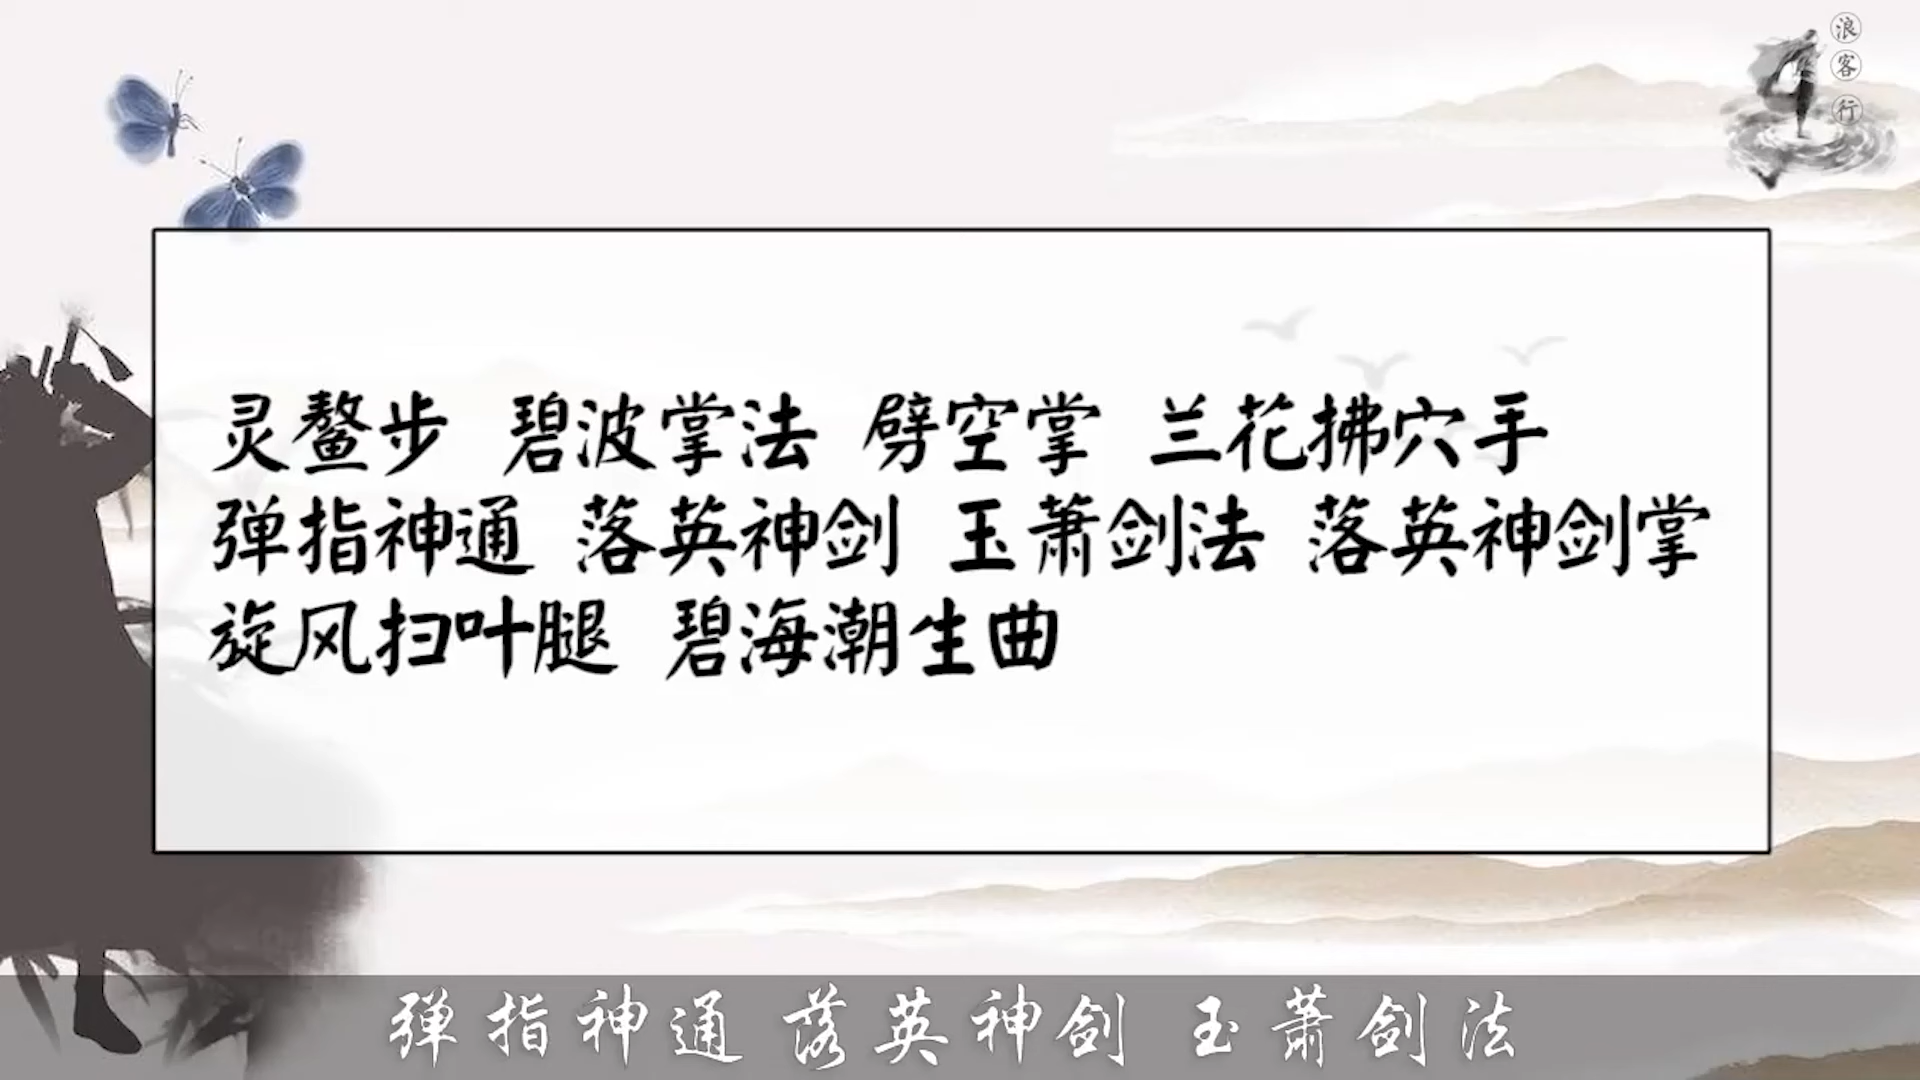 浪客行
灵鳌步 碧波掌法 劈空掌 兰花拂穴手
弹指神通 落英神剑 玉萧剑法 落英神剑掌
旋风扫叶腿 碧海潮生曲
弹指神通 落英神剑 玉萧剑法